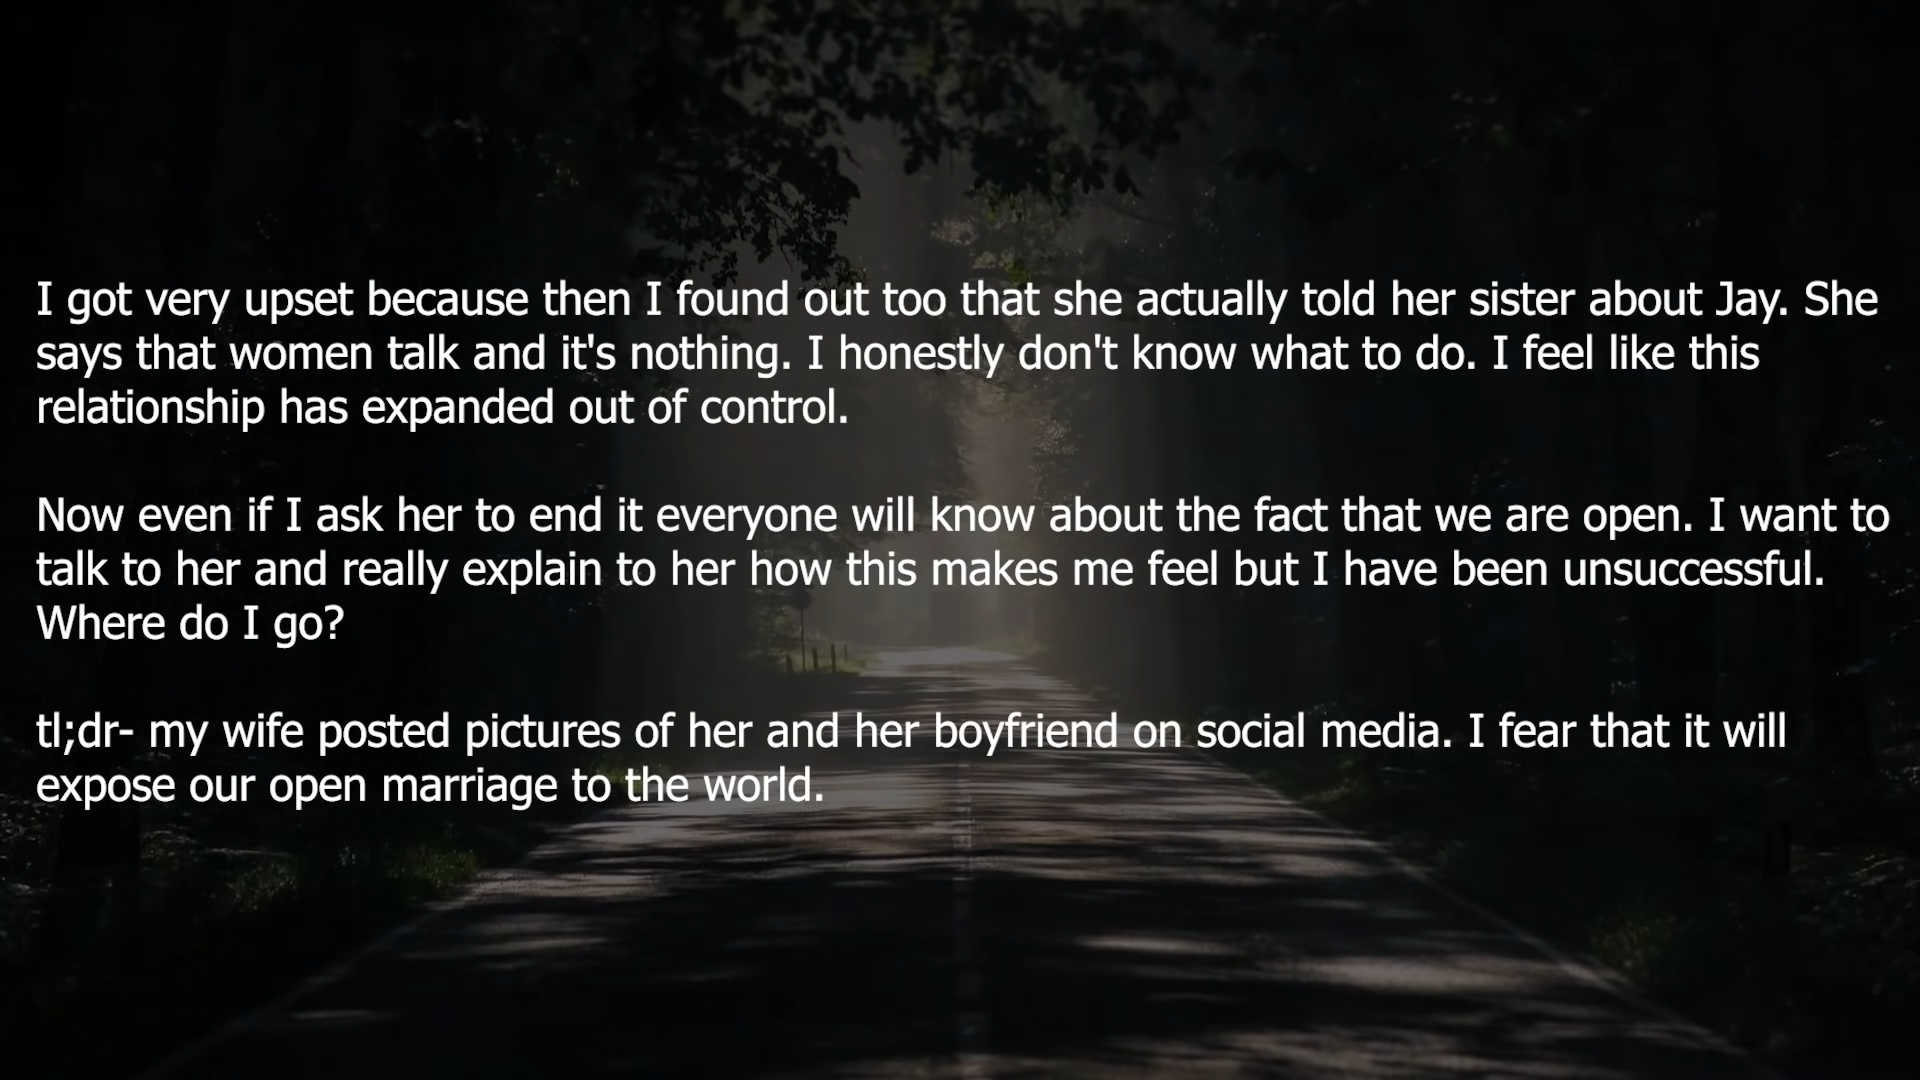 I got very upset because then I found out too that she actually told her sister about Jay. She
says that women talk and it's nothing. I honestly don't know what to do. I feel like this
relationship has expanded out of control.
Now even if I ask her to end it everyone will know about the fact that we are open. I want to
talk to her and really explain to her how this makes me feel but I have been unsuccessful.
Where do I go?
tl;dr- my wife posted pictures of her and her boyfriend on social media. I fear that it will
expose our open marriage to the world.